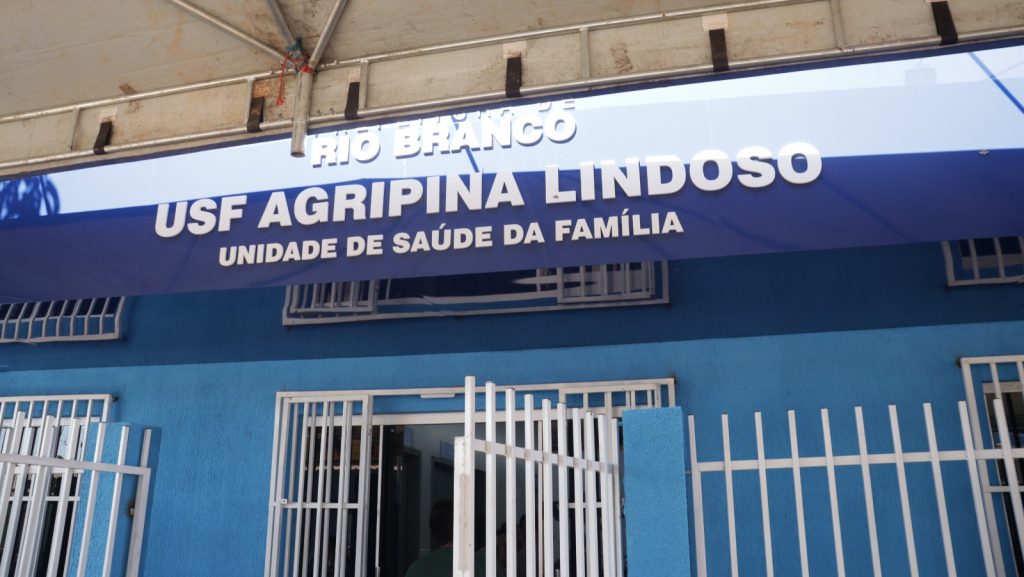 RIO BRANCO
USF AGRIPINA LINDOSO
UNIDADE DE SAÚDE DA FAMÍLIA